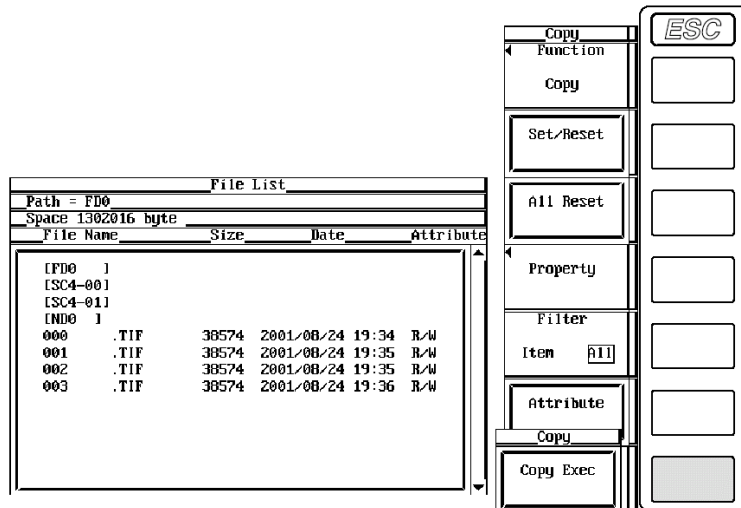 File List
Path = FD0
Space 1302016 byte
File Name Size Date Attribute
[FD0 ]
[SC4-00]
[SC4-01]
[ND0 ]
000 .TIF 38574 2001/08/24 19:34 R/W
001 .TIF 38574 2001/08/24 19:35 R/W
002 .TIF 38574 2001/08/24 19:35 R/W
003 .TIF 38574 2001/08/24 19:36 R/W
Copy
Function
Copy
Set/Reset
All Reset
Property
Filter
Item All
Attribute
Copy
Copy Exec
ESC